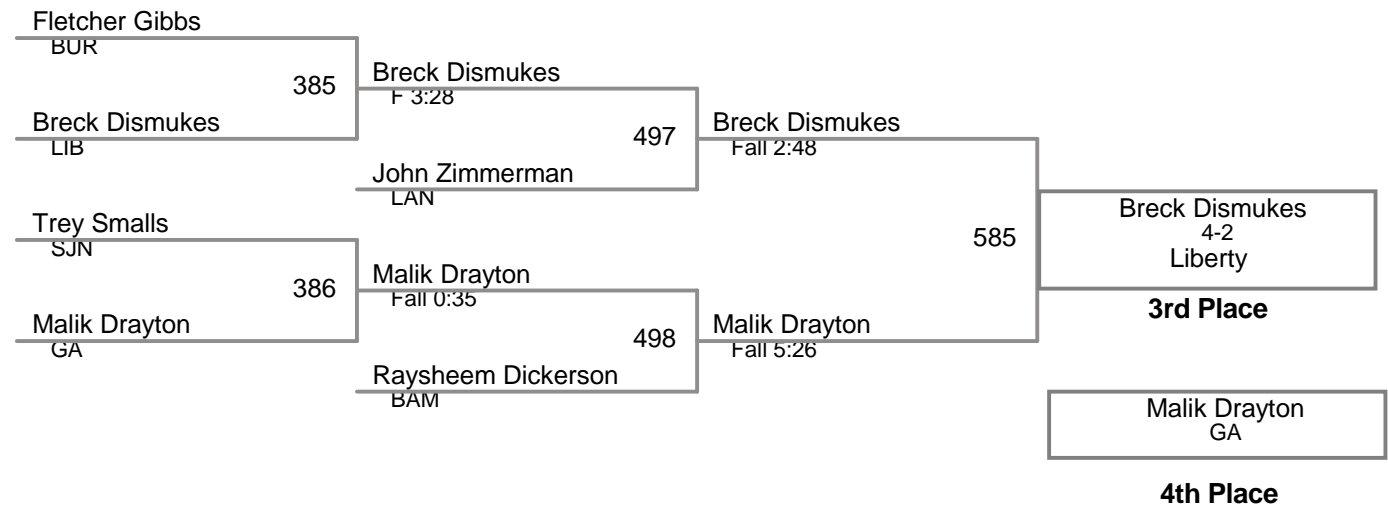 Fletcher Gibbs
BUR
385
Breck Dismukes
LIB
Breck Dismukes
F 3:28
497
John Zimmerman
LAN
Trey Smalls
SJN
386
Malik Drayton
GA
Malik Drayton
Fall 0:35
498
Raysheem Dickerson
BAM
Breck Dismukes
Fall 2:48
585
Malik Drayton
Fall 5:26
Breck Dismukes
4-2
Liberty
3rd Place
Malik Drayton
GA
4th Place